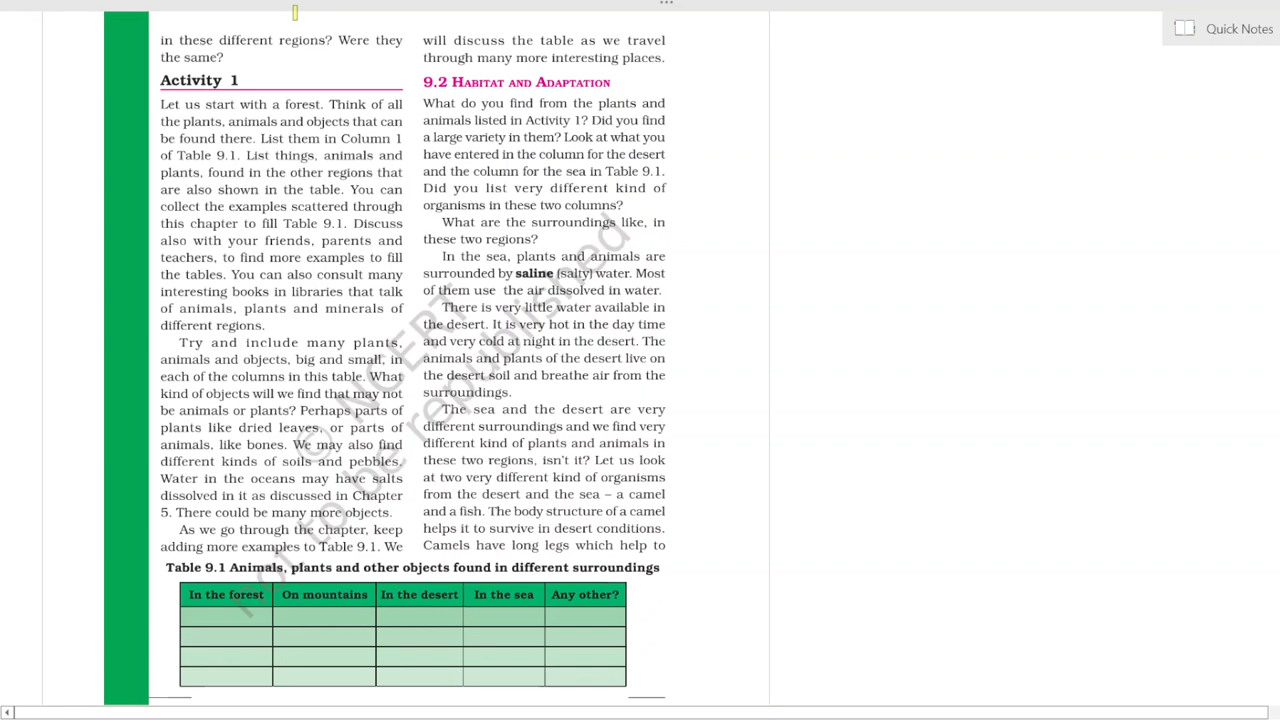 Quick Notes
in these different regions? Were they
the same?
Activity 1
Let us start with a forest. Think of all
the plants, animals and objects that can
be found there. List them in Column 1
of Table 9.1. List things, animals and
plants, found in the other regions that
are also shown in the table. You can
collect the examples scattered through
this chapter to fill Table 9.1. Discuss
also with your friends, parents and
teachers, to find more examples to fill
the tables. You can also consult many
interesting books in libraries that talk
of animals, plants and minerals of
different regions.
Try and include many plants,
animals and objects, big and small, in
each of the columns in this table. What
kind of objects will we find that may not
be animals or plants? Perhaps parts of
plants like dried leaves, or parts of
animals, like bones. We may also find
different kinds of soils and pebbles.
Water in the oceans may have salts
dissolved in it as discussed in Chapter
5. There could be many more objects.
As we go through the chapter, keep
adding more examples to Table 9.1. We
will discuss the table as we travel
through many more interesting places.
9.2 HABITAT AND ADAPTATION
What do you find from the plants and
animals listed in Activity 1? Did you find
a large variety in them? Look at what you
have entered in the column for the desert
and the column for the sea in Table 9.1.
Did you list very different kind of
organisms in these two columns?
What are the surroundings like, in
these two regions?
In the sea, plants and animals are
surrounded by saline (salty) water. Most
of them use the air dissolved in water.
There is very little water available in
the desert. It is very hot in the day time
and very cold at night in the desert. The
animals and plants of the desert live on
the desert soil and breathe air from the
surroundings.
The sea and the desert are very
different surroundings and we find very
different kind of plants and animals in
these two regions, isn't it? Let us look
at two very different kind of organisms
from the desert and the sea – a camel
and a fish. The body structure of a camel
helps it to survive in desert conditions.
Camels have long legs which help to
Table 9.1 Animals, plants and other objects found in different surroundings
In the forest On mountains In the desert In the sea Any other?
© NCERT
not to be republished